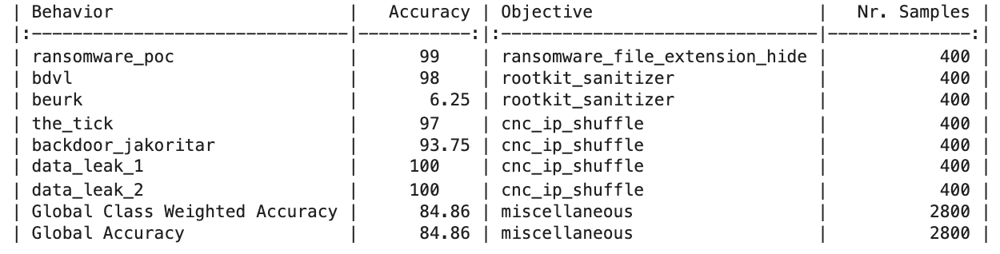 | Behavior                       |   Accuracy | Objective                      |   Nr. Samples |
|:-------------------------------|-----------:|:-------------------------------|--------------:|
| ransomware_poc                 |      99    | ransomware_file_extension_hide |           400 |
| bdvl                           |      98    | rootkit_sanitizer              |           400 |
| beurk                          |       6.25 | rootkit_sanitizer              |           400 |
| the_tick                       |      97    | cnc_ip_shuffle                 |           400 |
| backdoor_jakoritar             |      93.75 | cnc_ip_shuffle                 |           400 |
| data_leak_1                    |     100    | cnc_ip_shuffle                 |           400 |
| data_leak_2                    |     100    | cnc_ip_shuffle                 |           400 |
| Global Class Weighted Accuracy |      84.86 | miscellaneous                  |          2800 |
| Global Accuracy                |      84.86 | miscellaneous                  |          2800 |